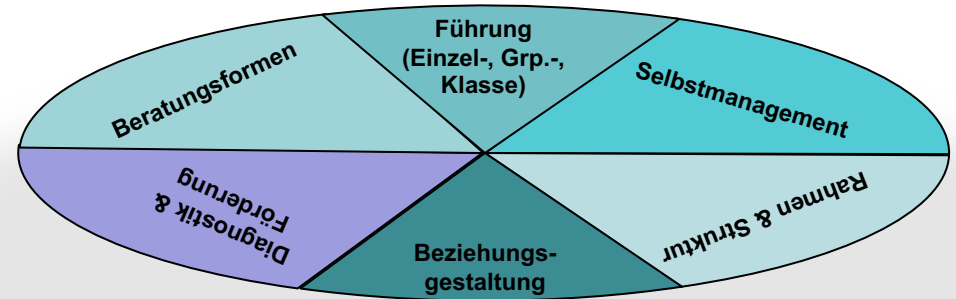 Führung
(Einzel-, Grp.-,
Klasse)
Selbstmanagement
Rahmen & Struktur
Beziehungs-
gestaltung
Diagnostik &
Förderung
Beratungsformen